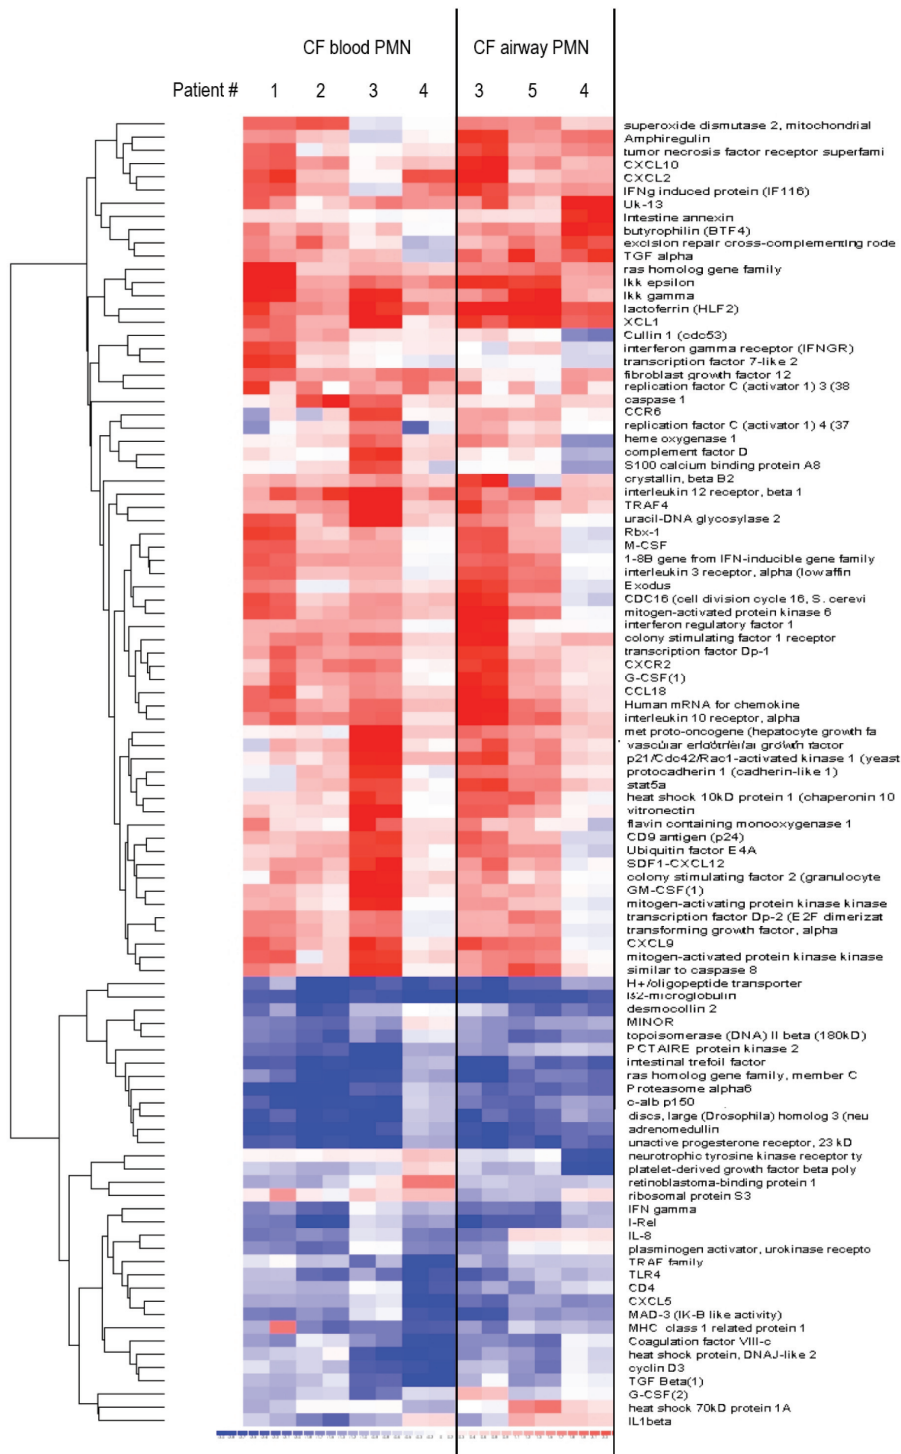 CF blood PMN CF airway PMN
Patient # 1 2 3 4 3 5 4
superoxide dismutase 2, mitochondrial
Amphiregulin
tumor necrosis factor receptor superfami
CXCL10
CXCL2
IFNg induced protein (IF116)
Uk-13
Intestine annexin
butyrophilin (BTF4)
excision repair cross-complementing rode
TGF alpha
ras homolog gene family
Ikk epsilon
Ikk gamma
lactoferrin (HLF2)
XCL1
Cullin 1 (cdc53)
interferon gamma receptor (IFNGR)
transcription factor 7-like 2
fibroblast growth factor 12
replication factor C (activator 1) 3 (38
caspase 1
CCR6
replication factor C (activator 1) 4 (37
heme oxygenase 1
complement factor D
S100 calcium binding protein A8
crystallin, beta B2
interleukin 12 receptor, beta 1
TRAF4
uracil-DNA glycosylase 2
Rbx-1
M-CSF
1-8B gene from IFN-inducible gene family
interleukin 3 receptor, alpha (low affin
Exodus
CDC16 (cell division cycle 16, S. cerevi
mitogen-activated protein kinase 6
interferon regulatory factor 1
colony stimulating factor 1 receptor
transcription factor Dp-1
CXCR2
G-CSF(1)
CCL18
Human mRNA for chemokine
interleukin 10 receptor, alpha
met proto-oncogene (hepatocyte growth fa
vascular endothelial growth factor
p21/Cdc42/Rac1-activated kinase 1 (yeast
protocadherin 1 (cadherin-like 1)
stat5a
heat shock 10kD protein 1 (chaperonin 10
vitronectin
flavin containing monooxygenase 1
CD9 antigen (p24)
Ubiquitin factor E4A
SDF1-CXCL12
colony stimulating factor 2 (granulocyte
GM-CSF(1)
mitogen-activating protein kinase kinase
transcription factor Dp-2 (E2F dimerizat
transforming growth factor, alpha
CXCL9
mitogen-activated protein kinase kinase
similar to caspase 8
H+/oligopeptide transporter
ß2-microglobulin
desmocollin 2
MINOR
topoisomerase (DNA) II beta (180kD)
PCTAIRE protein kinase 2
intestinal trefoil factor
ras homolog gene family, member C
Proteasome alpha6
c-alb p150
discs, large (Drosophila) homolog 3 (neu
adrenomedullin
unactive progesterone receptor, 23 kD
neurotrophic tyrosine kinase receptor ty
platelet-derived growth factor beta poly
retinoblastoma-binding protein 1
ribosomal protein S3
IFN gamma
I-Rel
IL-8
plasminogen activator, urokinase recepto
TRAF family
TLR4
CD4
CXCL5
MAD-3 (IK-B like activity)
MHC class 1 related protein 1
Coagulation factor VIII-c
heat shock protein, DNAJ-like 2
cyclin D3
TGF Beta(1)
G-CSF(2)
heat shock 70kD protein 1A
IL1beta